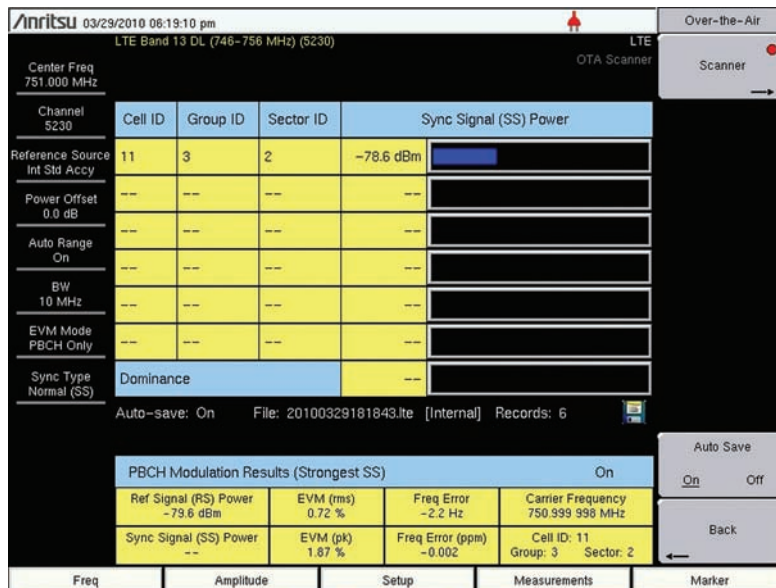 /Inritsu 03/29/2010 06:19:10 pm
Over-the-Air
LTE Band 13 DL (746-756 MHz) (5230)
LTE
OTA Scanner
Center Freq
751.000 MHz
Channel
5230
Reference Source
Int Std Accy
Power Offset
0.0 dB
Auto Range
On
BW
10 MHz
EVM Mode
PBCH Only
Sync Type
Normal (SS)
Cell ID Group ID Sector ID Sync Signal (SS) Power
11 3 2 -78.6 dBm
-- -- -- --
-- -- -- --
-- -- -- --
-- -- -- --
-- -- -- --
Dominance --
Auto-save: On File: 20100329181843.lte [Internal] Records: 6
PBCH Modulation Results (Strongest SS) On
Ref Signal (RS) Power
-79.6 dBm
EVM (rms)
0.72 %
Freq Error
-2.2 Hz
Carrier Frequency
750.999 998 MHz
Sync Signal (SS) Power
--
EVM (pk)
1.87 %
Freq Error (ppm)
-0.002
Cell ID: 11
Group: 3 Sector: 2
Scanner
Auto Save
On Off
Back
Freq Amplitude Setup Measurements Marker